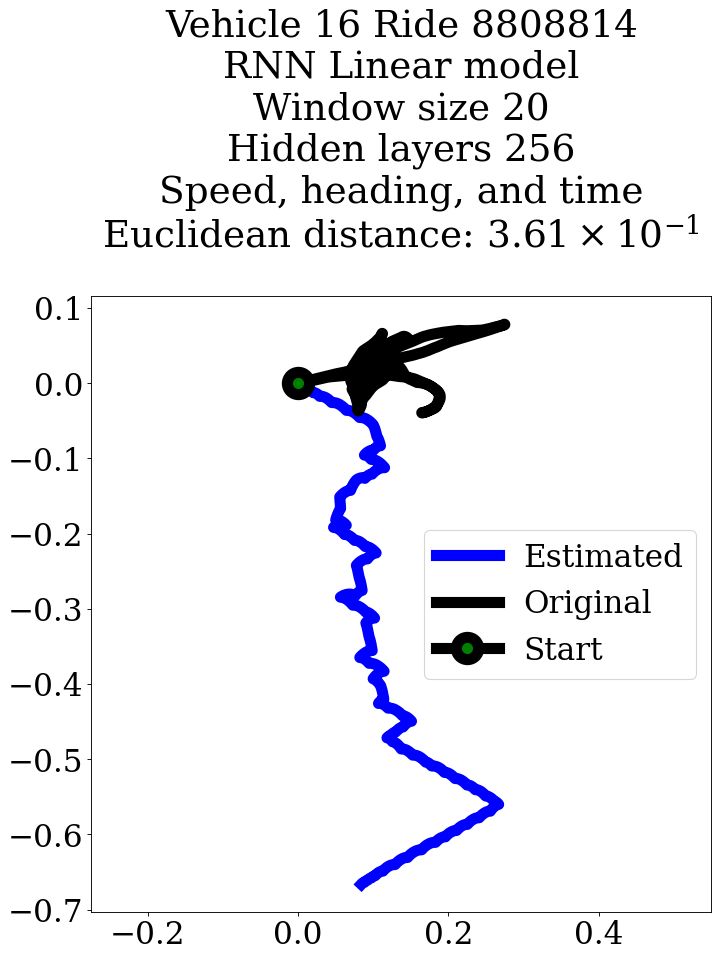 Vehicle 16 Ride 8808814
RNN Linear model
Window size 20
Hidden layers 256
Speed, heading, and time
Euclidean distance: 3.61 × 10⁻¹
0.1
0.0
−0.1
−0.2
−0.3
−0.4
−0.5
−0.6
−0.7
Estimated
Original
Start
−0.2 0.0 0.2 0.4